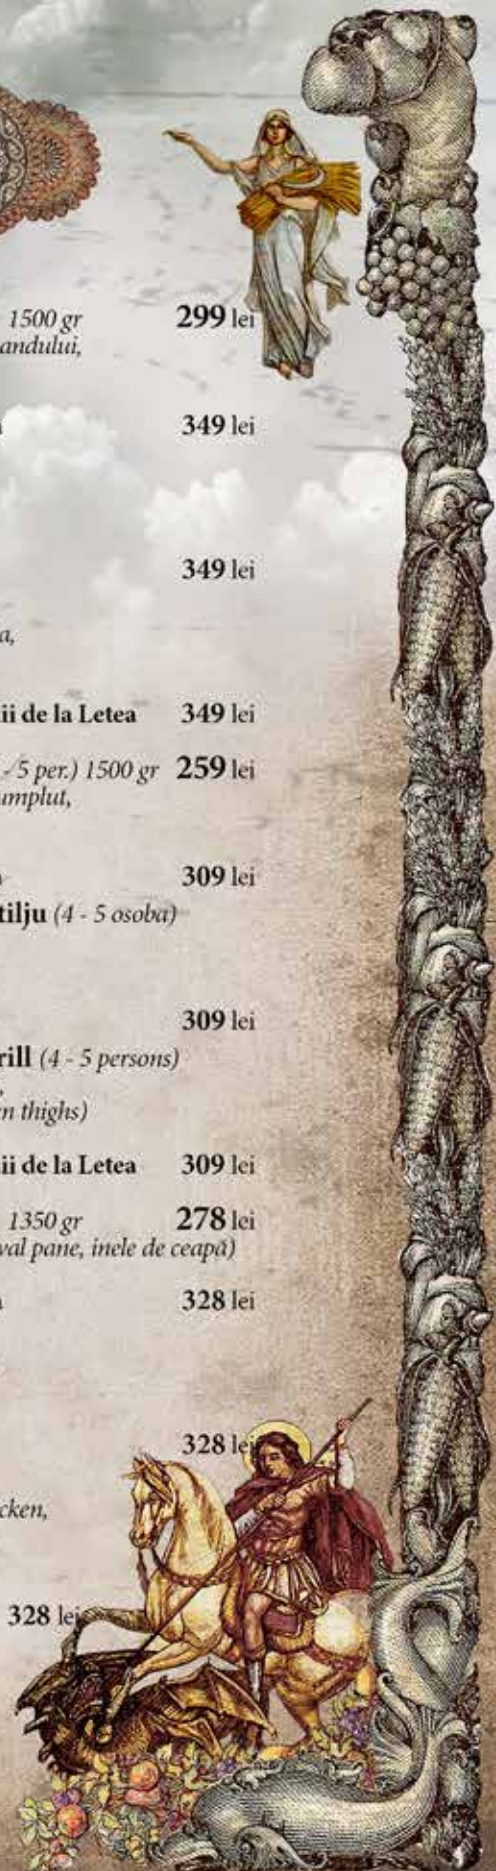 1500 gr 299 lei
andului,
349 lei
349 lei
a,
ii de la Letea 349 lei
- 5 per.) 1500 gr 259 lei
umplut,
309 lei
tilju (4 - 5 osoba)
309 lei
rill (4 - 5 persons)
n thighs)
ii de la Letea 309 lei
1350 gr 278 lei
val pane, inele de ceapă)
328 lei
328 lei
cken,
328 lei